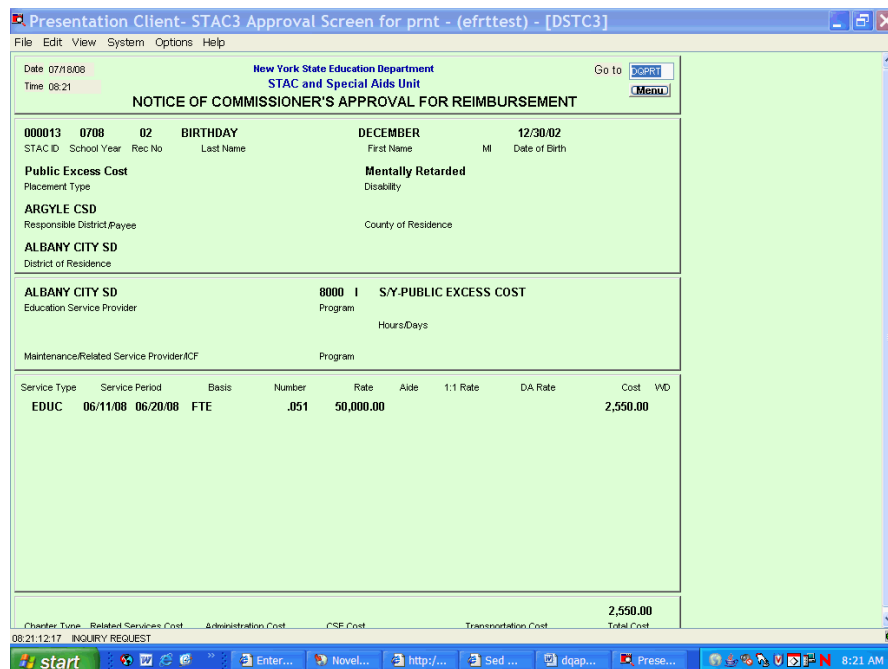 Presentation Client- STAC3 Approval Screen for prnt - (efrttest) - [DSTC3]
File Edit View System Options Help
Date 07/18/08 New York State Education Department Go to DQPRT
Time 08:21 STAC and Special Aids Unit Menu
NOTICE OF COMMISSIONER'S APPROVAL FOR REIMBURSEMENT
000013 0708 02 BIRTHDAY DECEMBER 12/30/02
STAC ID School Year Rec No Last Name First Name MI Date of Birth
Public Excess Cost Mentally Retarded
Placement Type Disability
ARGYLE CSD
Responsible District/Payee County of Residence
ALBANY CITY SD
District of Residence
ALBANY CITY SD 8000 I S/Y-PUBLIC EXCESS COST
Education Service Provider Program
Hours/Days
Maintenance/Related Service Provider/ICF Program
Service Type Service Period Basis Number Rate Aide 1:1 Rate DA Rate Cost WD
EDUC 06/11/08 06/20/08 FTE .051 50,000.00 2,550.00
2,550.00
Chapter Type Related Services Cost Administration Cost CSE Cost Transportation Cost Total Cost
08:21:12:17 INQUIRY REQUEST
start » Enter... Novel... http:/... Sed ... dqap... Prese... 8:21 AM